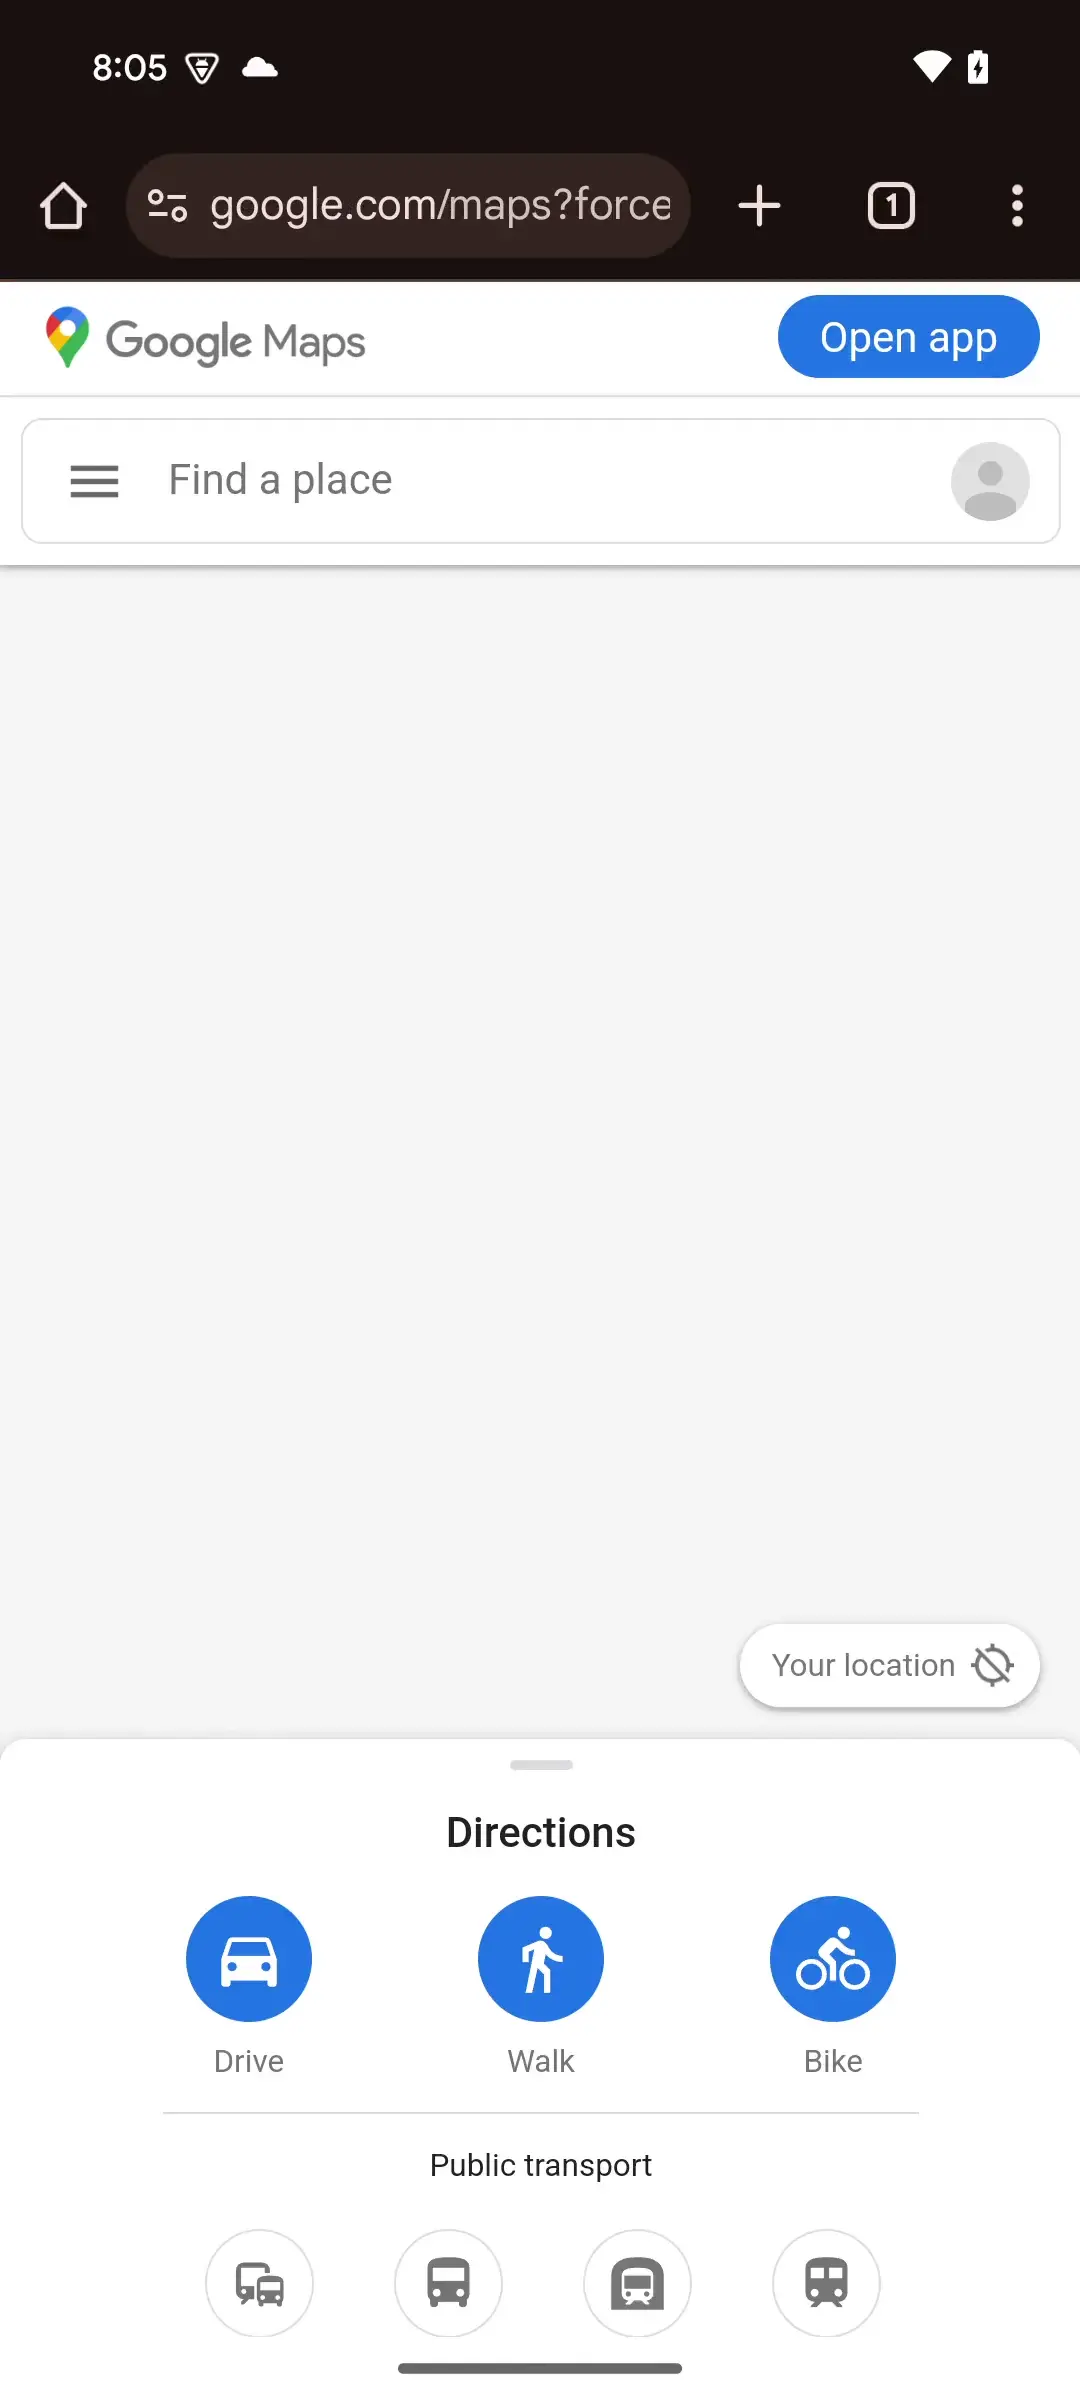 8:05
google.com/maps?force
1
Google Maps
Open app
Find a place
Your location
Directions
Drive
Walk
Bike
Public transport